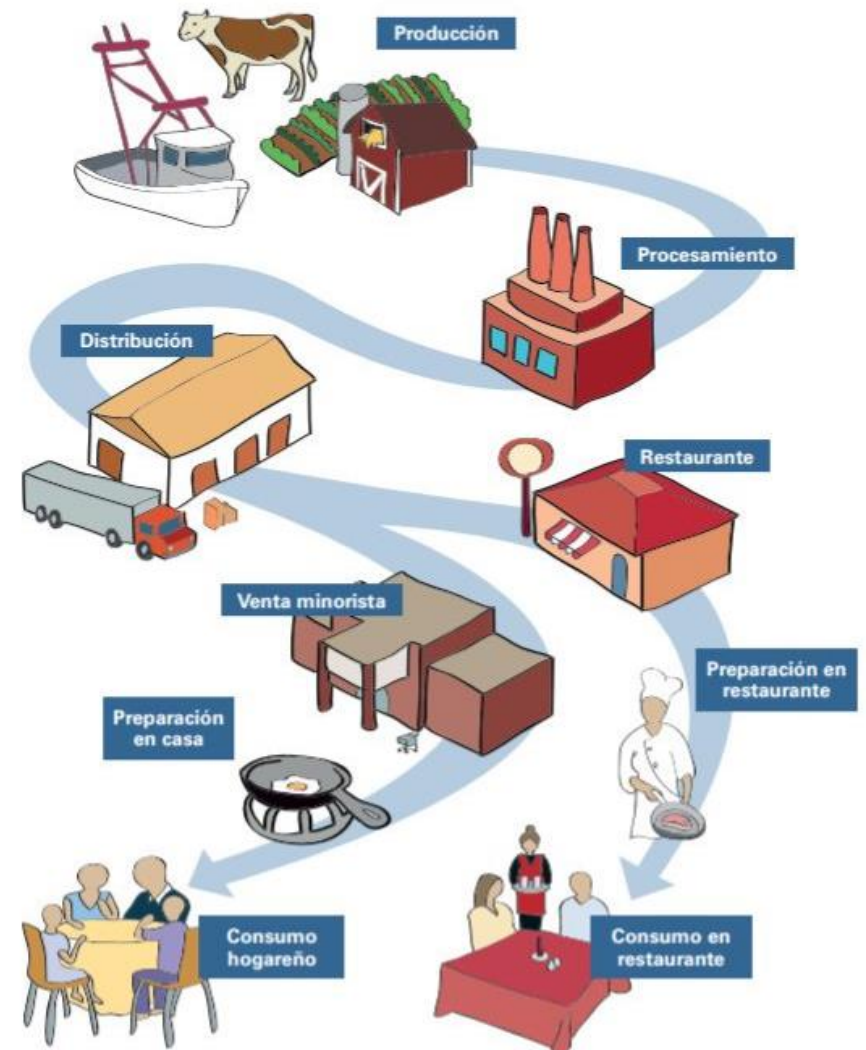 Producción
Procesamiento
Distribución
Restaurante
Venta minorista
Preparación en
restaurante
Preparación
en casa
Consumo
hogareño
Consumo en
restaurante